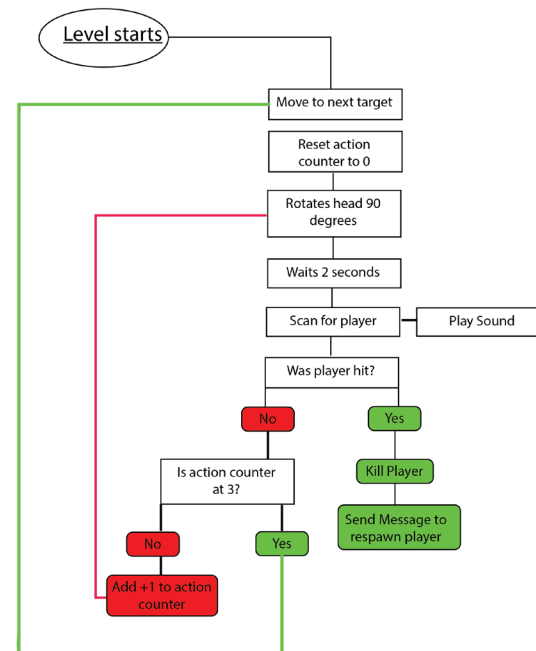 Level starts
Move to next target
Reset action
counter to 0
Rotates head 90
degrees
Waits 2 seconds
Scan for player
Play Sound
Was player hit?
No
Yes
Is action counter
at 3?
Kill Player
Send Message to
respawn player
No
Yes
Add +1 to action
counter